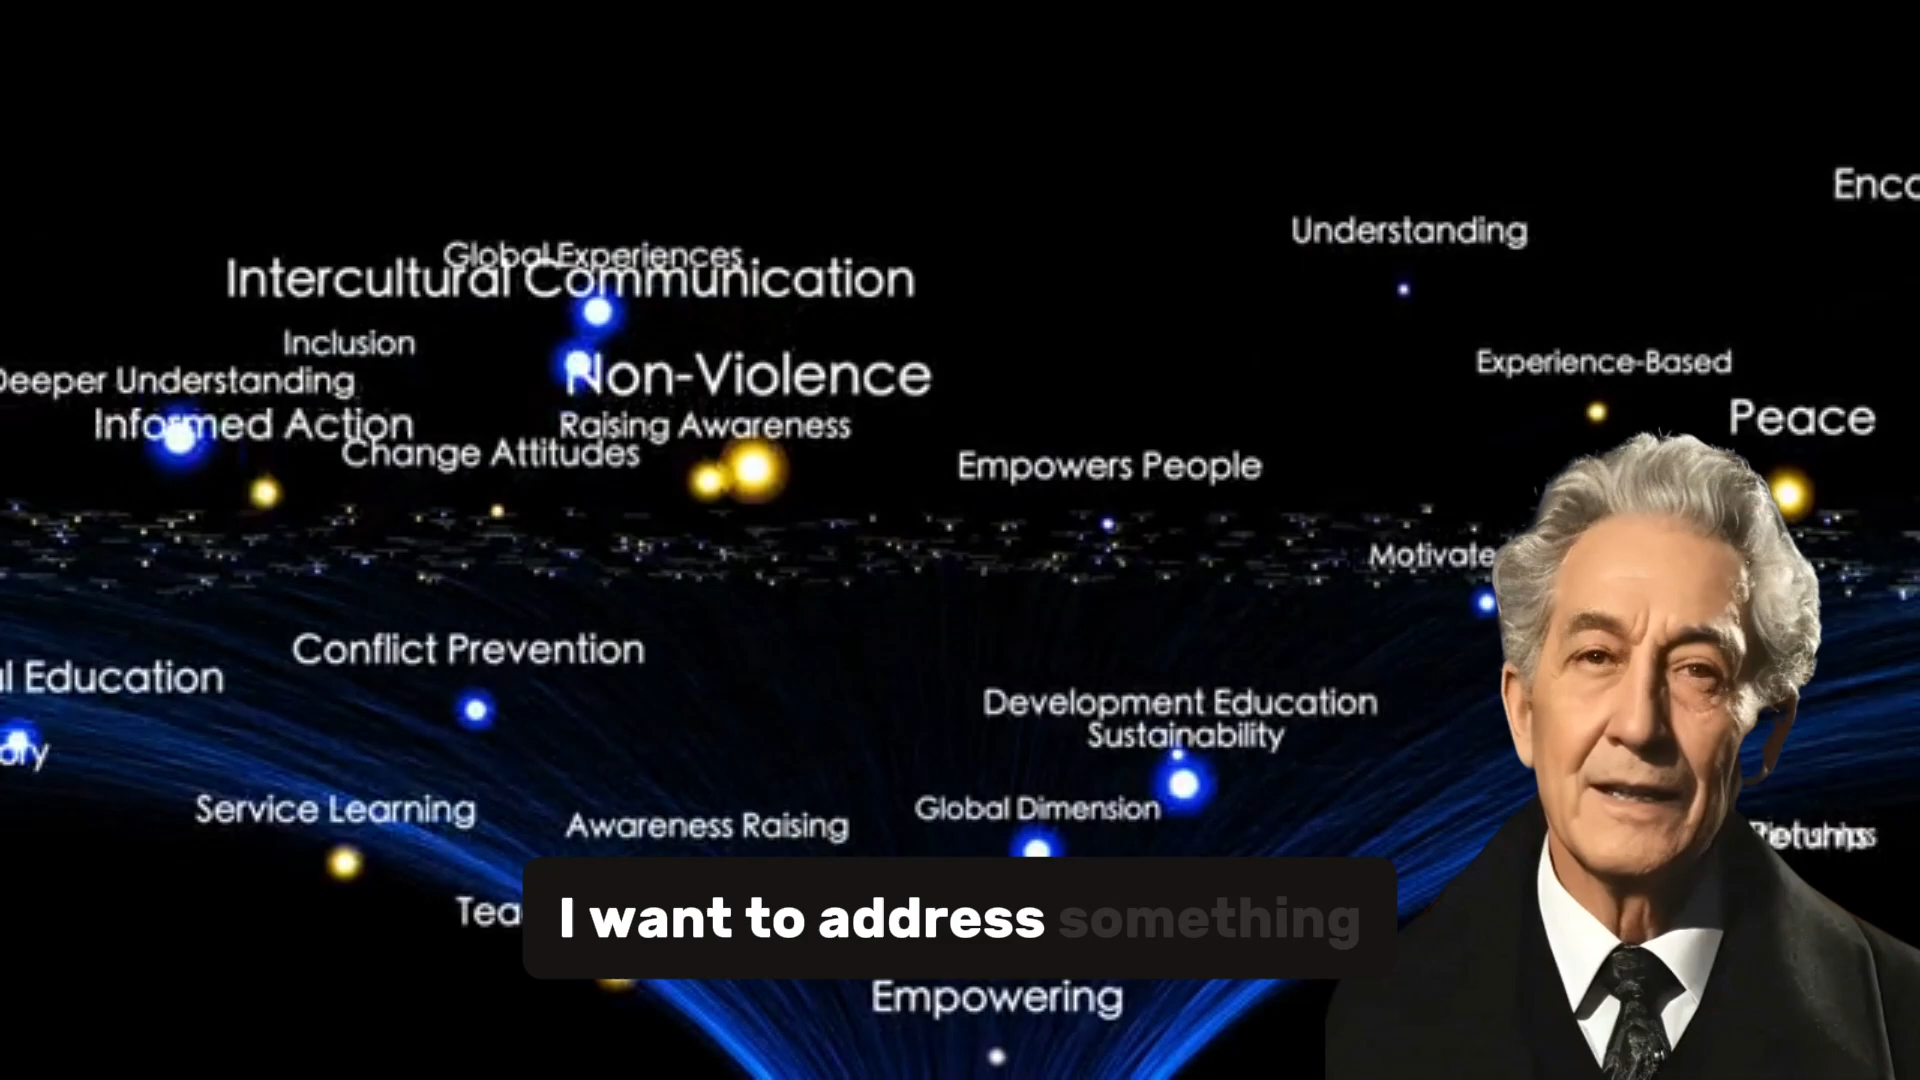 Enco
Understanding
Global Experiences
Intercultural Communication
Inclusion
Non-Violence
Experience-Based
Deeper Understanding
Peace
Informed Action
Raising Awareness
Change Attitudes
Empowers People
Motivate
Conflict Prevention
l Education
Development Education
Sustainability
ory
Service Learning
Global Dimension
Awareness Raising
Tea
I want to address something
Empowering